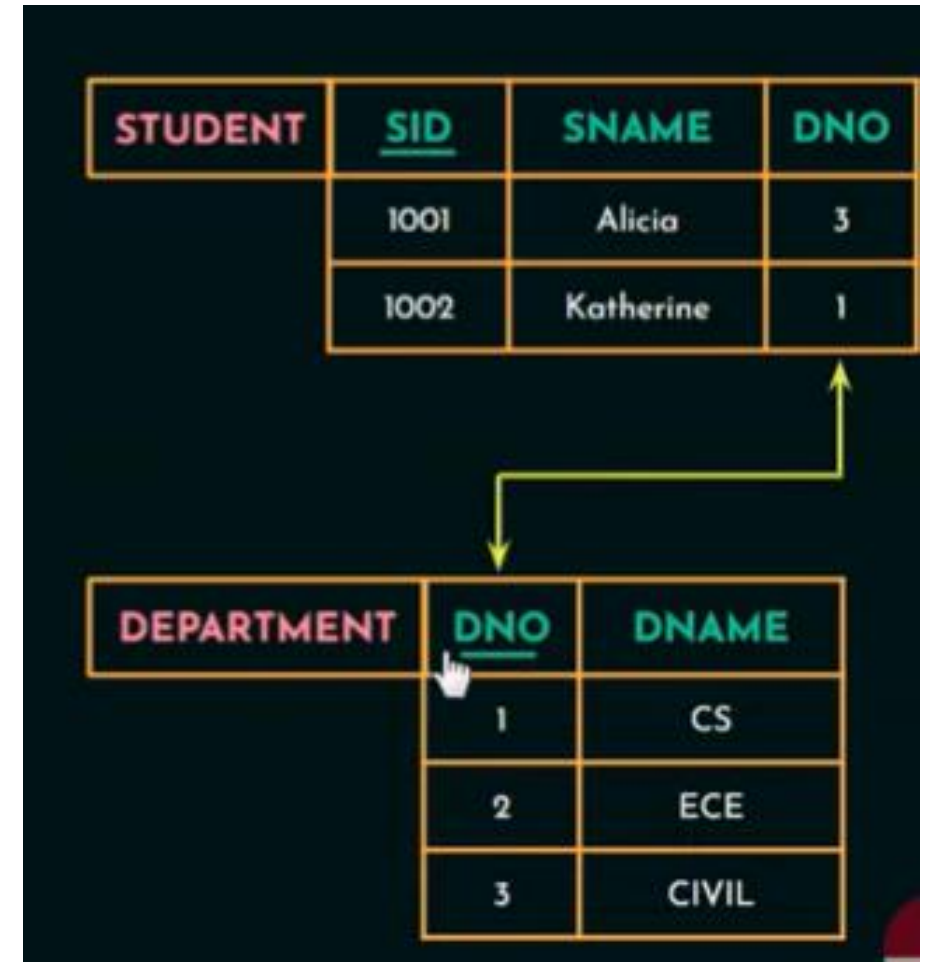 STUDENT SID SNAME DNO
1001 Alicia 3
1002 Katherine 1
DEPARTMENT DNO DNAME
1 CS
2 ECE
3 CIVIL